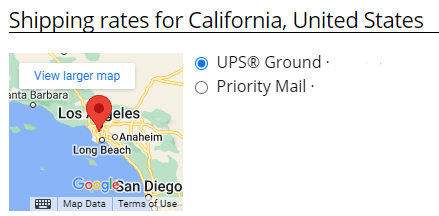 Shipping rates for California, United States
View larger map
UPS® Ground ·
Priority Mail ·
anta Barbara
Los Angeles
Anaheim
Long Beach
Google
San Diego
Map Data
Terms of Use